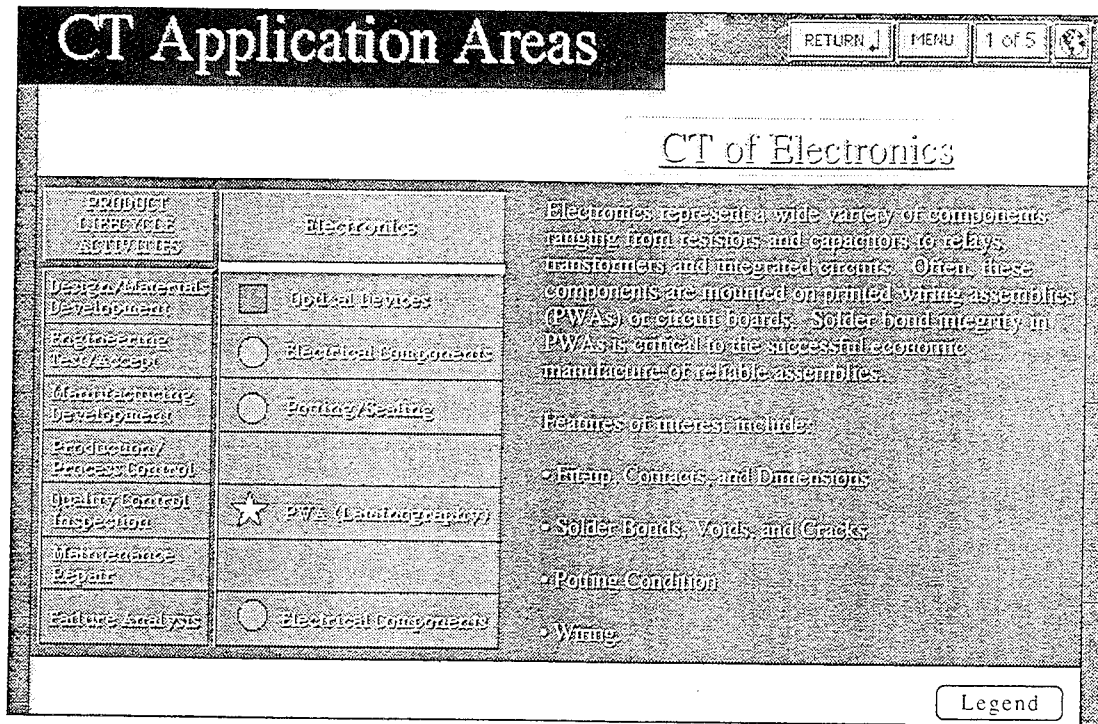 CT Application Areas
RETURN
MENU
1 of 5
CT of Electronics
PRODUCT
LIFECYCLE
ACTIVITIES
Electronics
Design/Materials
Development
Optical Devices
Engineering
Test/Accept
Electrical Components
Manufacturing
Development
Potting/Sealing
Production/
Process Control
Quality Control
Inspection
PWA (Laminography)
Maintenance
Repair
Failure Analysis
Electrical Components
Electronics represent a wide variety of components
ranging from resistors and capacitors to relays,
transformers and integrated circuits. Often, these
components are mounted on printed wiring assemblies
(PWAs) or circuit boards. Solder bond integrity in
PWAs is critical to the successful economic
manufacture of reliable assemblies.
Features of interest include:
• Fit-up, Contacts, and Dimensions
• Solder Bonds, Voids, and Cracks
• Potting Condition
• Wiring
Legend